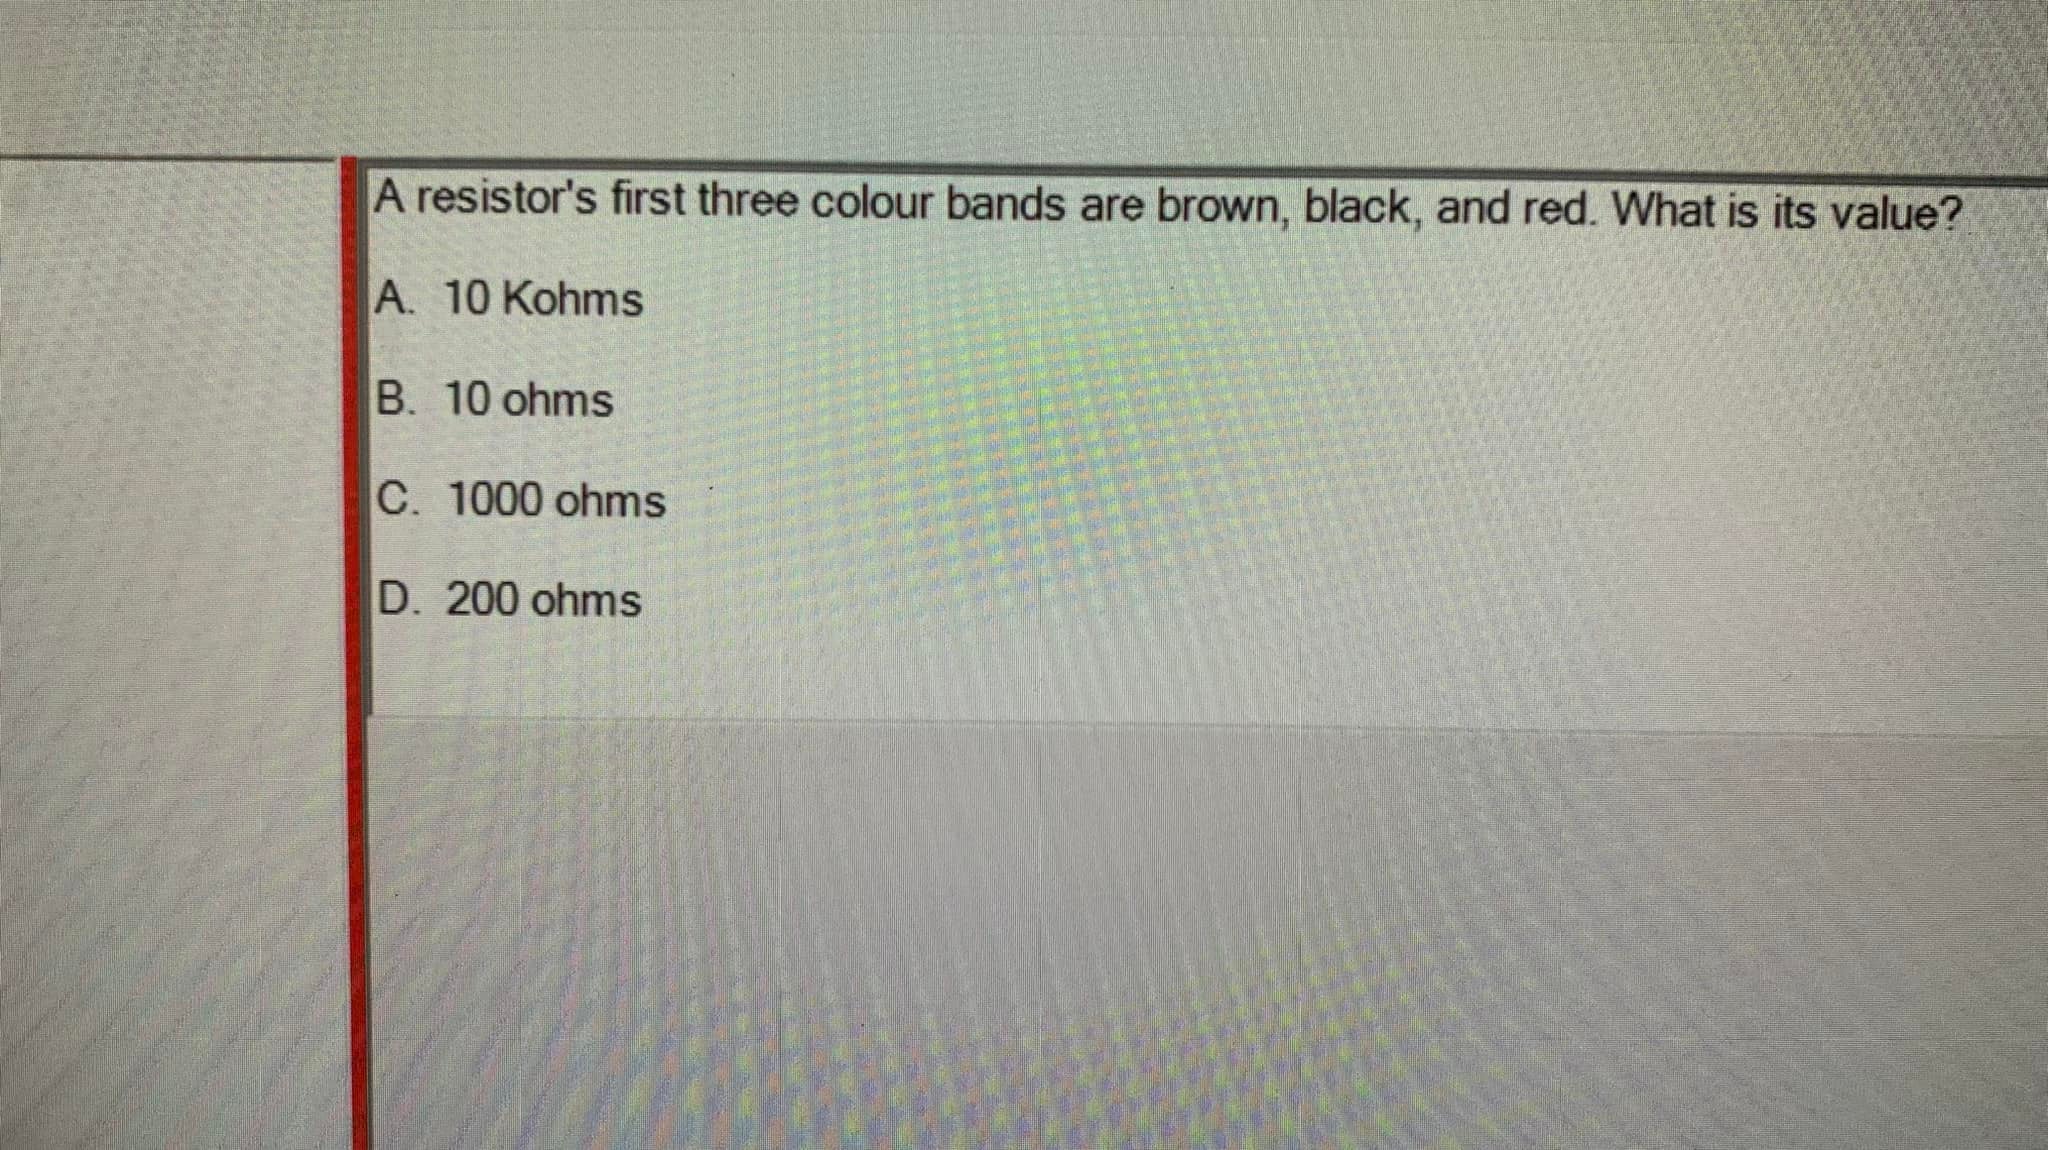 A resistor's first three colour bands are brown, black, and red. What is its value?
A. 10 Kohms
B. 10 ohms
C. 1000 ohms
D. 200 ohms